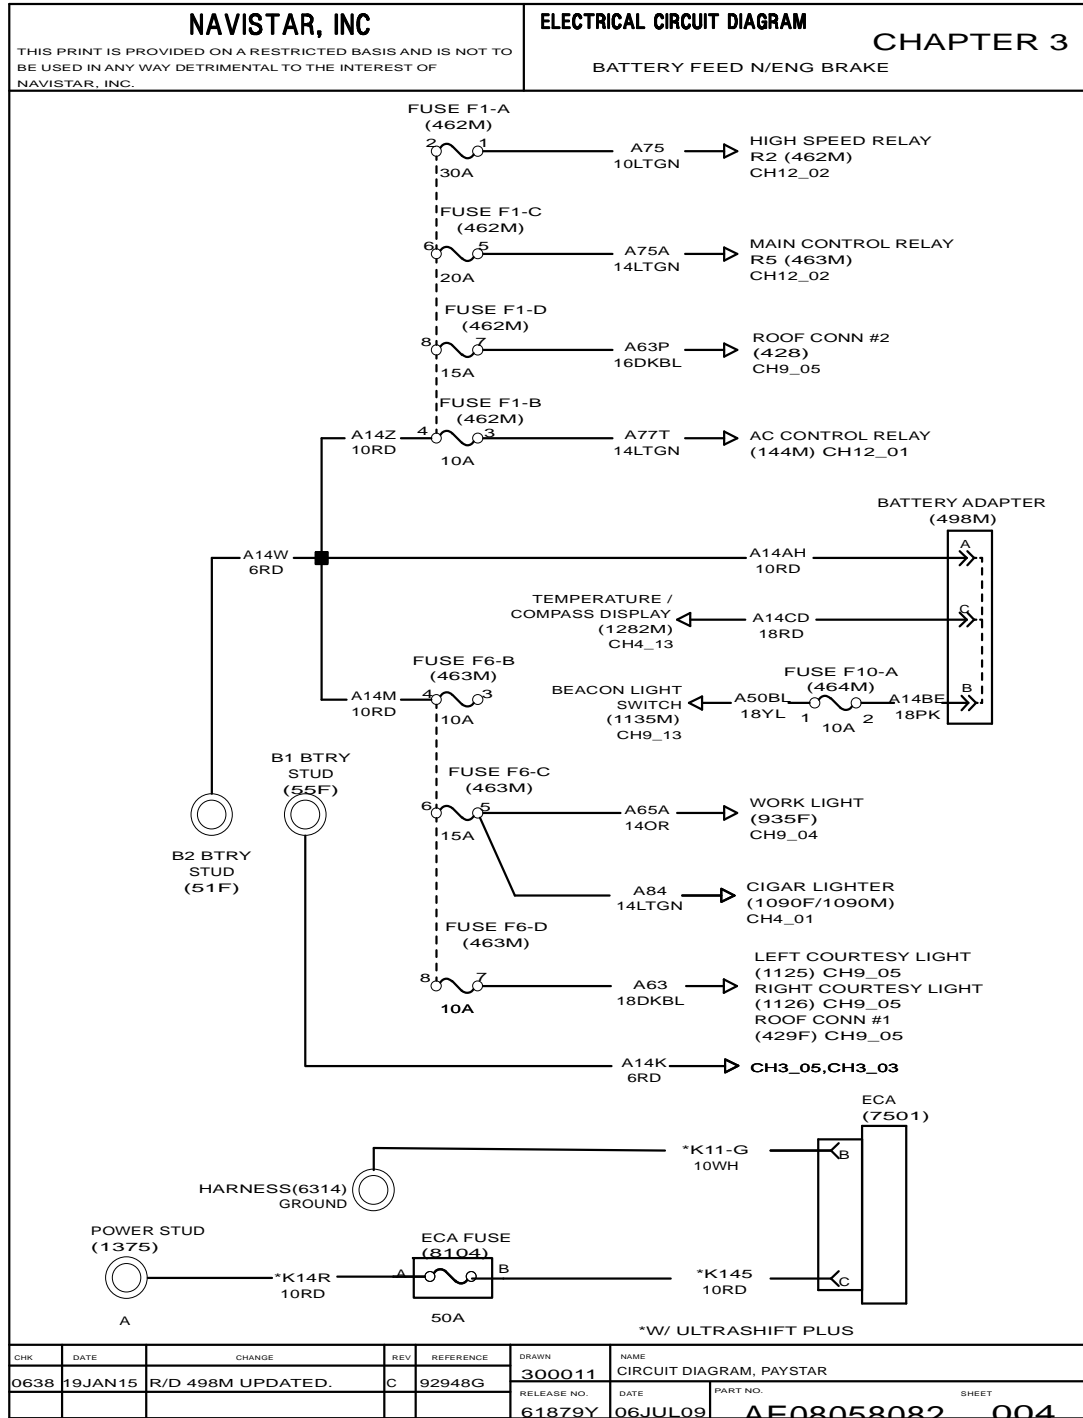 NAVISTAR, INC
THIS PRINT IS PROVIDED ON A RESTRICTED BASIS AND IS NOT TO
BE USED IN ANY WAY DETRIMENTAL TO THE INTEREST OF
NAVISTAR, INC.
ELECTRICAL CIRCUIT DIAGRAM
CHAPTER 3
BATTERY FEED N/ENG BRAKE
FUSE F1-A
(462M)
2 1
30A
A75
10LTGN
HIGH SPEED RELAY
R2 (462M)
CH12_02
FUSE F1-C
(462M)
6 5
20A
A75A
14LTGN
MAIN CONTROL RELAY
R5 (463M)
CH12_02
FUSE F1-D
(462M)
8 7
15A
A63P
16DKBL
ROOF CONN #2
(428)
CH9_05
FUSE F1-B
(462M)
A14Z
10RD
4 3
10A
A77T
14LTGN
AC CONTROL RELAY
(144M) CH12_01
BATTERY ADAPTER
(498M)
A14W
6RD
A14AH
10RD
A
TEMPERATURE /
COMPASS DISPLAY
(1282M)
CH4_13
A14CD
18RD
C
FUSE F6-B
(463M)
A14M
10RD
4 3
10A
BEACON LIGHT
SWITCH
(1135M)
CH9_13
A50BL
18YL
FUSE F10-A
(464M)
1 2
10A
A14BE
18PK
B
B1 BTRY
STUD
(55F)
B2 BTRY
STUD
(51F)
FUSE F6-C
(463M)
6 5
15A
A65A
14OR
WORK LIGHT
(935F)
CH9_04
A84
14LTGN
CIGAR LIGHTER
(1090F/1090M)
CH4_01
FUSE F6-D
(463M)
8 7
10A
A63
18DKBL
LEFT COURTESY LIGHT
(1125) CH9_05
RIGHT COURTESY LIGHT
(1126) CH9_05
ROOF CONN #1
(429F) CH9_05
A14K
6RD
CH3_05,CH3_03
ECA
(7501)
*K11-G
10WH
B
HARNESS(6314)
GROUND
POWER STUD
(1375)
A
*K14R
10RD
ECA FUSE
(8104)
A B
50A
*K145
10RD
C
*W/ ULTRASHIFT PLUS
CHK DATE CHANGE REV REFERENCE
0638 19JAN15 R/D 498M UPDATED. C 92948G
DRAWN
300011
NAME
CIRCUIT DIAGRAM, PAYSTAR
RELEASE NO.
61879Y
DATE
06JUL09
PART NO.
AE08058082
SHEET
004